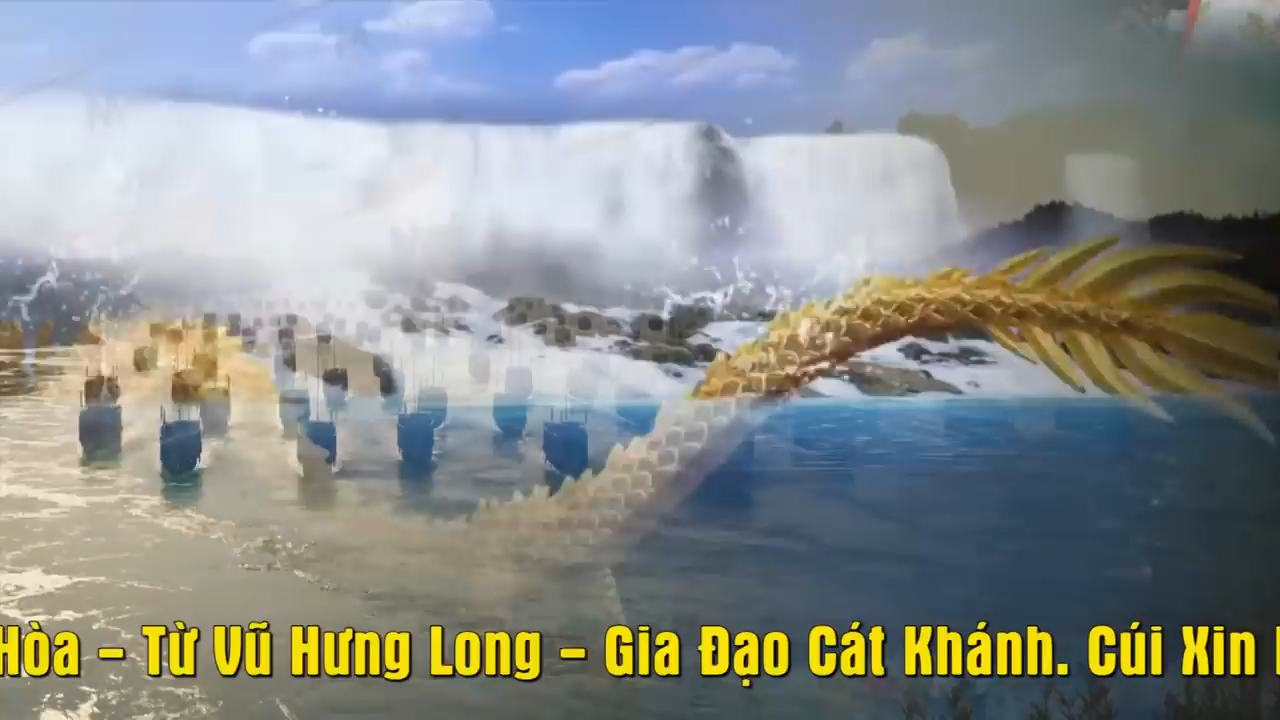 Hòa – Từ Vũ Hưng Long – Gia Đạo Cát Khánh. Cúi Xin